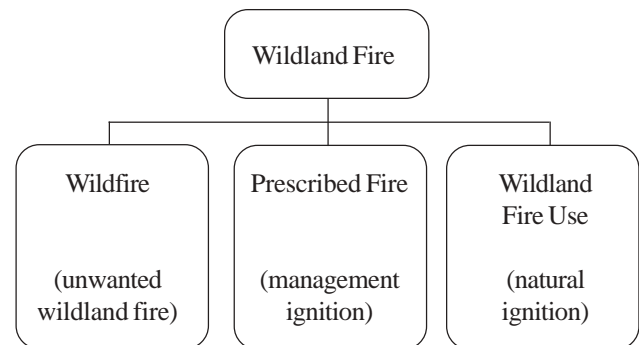 Wildland Fire
Wildfire
(unwanted
wildland fire)
Prescribed Fire
(management
ignition)
Wildland
Fire Use
(natural
ignition)